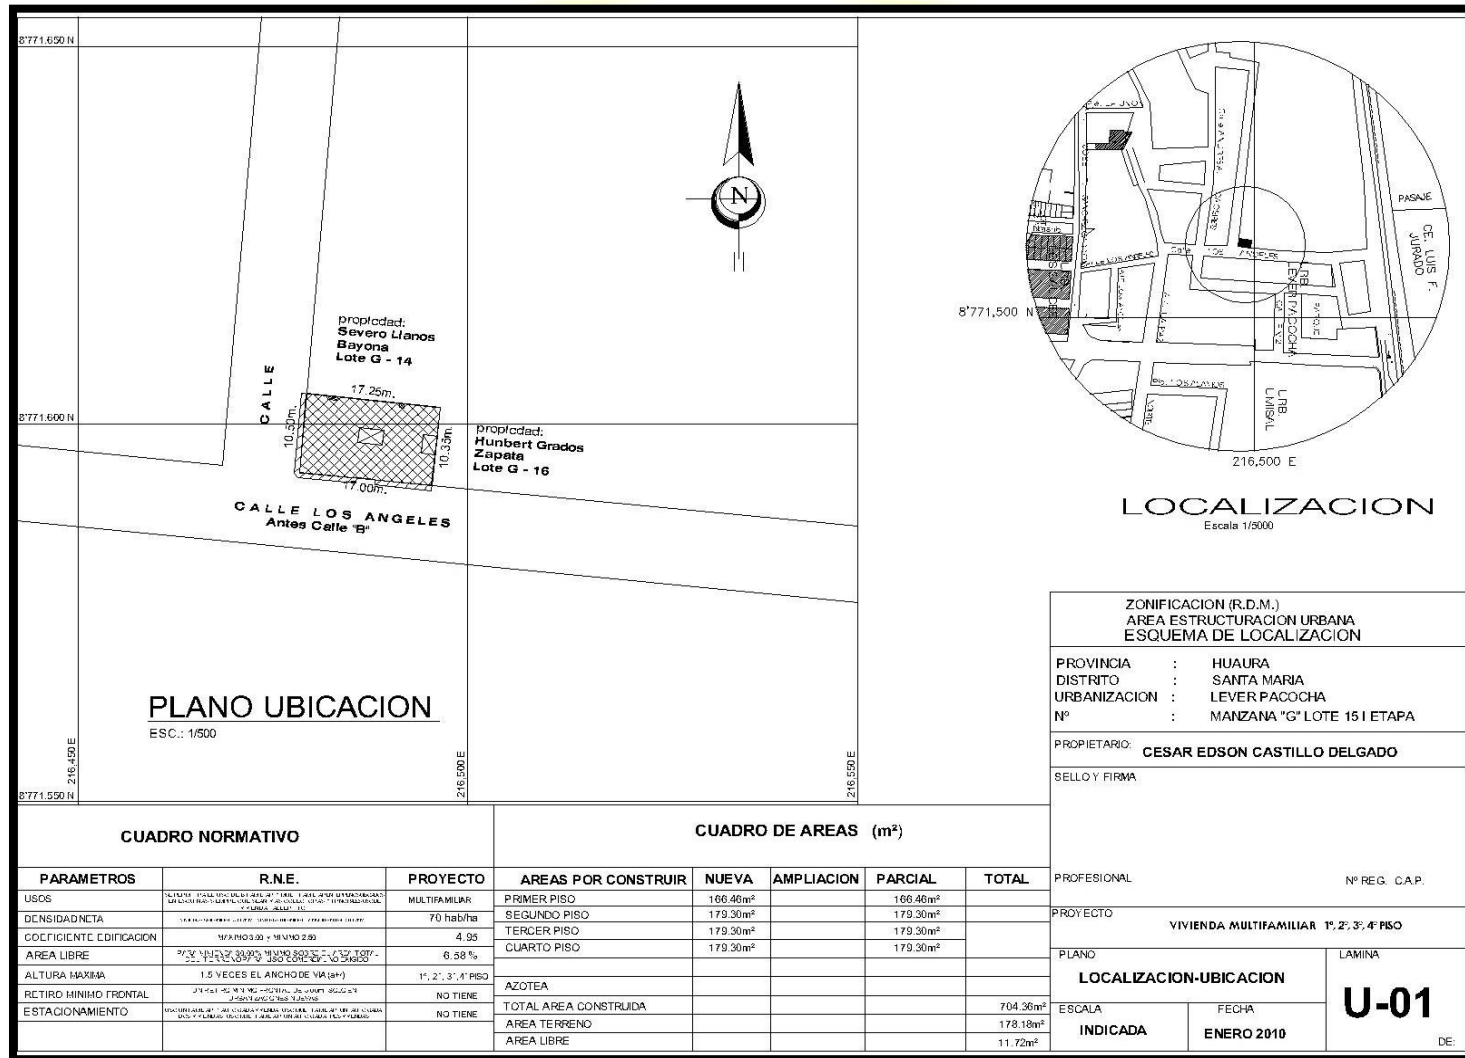 8'771.650 N
N
propiedad:
Severo Llanos
Bayona
Lote G - 14
17.25m.
CALLE
8'771.600 N
10.50m.
10.35m.
propiedad:
Hunbert Grados
Zapata
Lote G - 16
17.00m.
CALLE LOS ANGELES
Antes Calle "B"
PLANO UBICACION
ESC.: 1/500
216,450 E
216,500 E
216,550 E
8'771.550 N
PASAJE
CE. LUIS F.
JURADO
8'771,500 N
216,500 E
LOCALIZACION
Escala 1/5000
ZONIFICACION (R.D.M.)
AREA ESTRUCTURACION URBANA
ESQUEMA DE LOCALIZACION
PROVINCIA : HUAURA
DISTRITO : SANTA MARIA
URBANIZACION : LEVER PACOCHA
Nº : MANZANA "G" LOTE 15 I ETAPA
PROPIETARIO: CESAR EDSON CASTILLO DELGADO
SELLO Y FIRMA
PROFESIONAL Nº REG. C.A.P.
PROYECTO
VIVIENDA MULTIFAMILIAR 1º, 2º, 3º, 4º PISO
PLANO
LOCALIZACION-UBICACION
LAMINA
U-01
DE:
ESCALA
INDICADA
FECHA
ENERO 2010
CUADRO NORMATIVO
PARAMETROS R.N.E. PROYECTO
USOS MULTIFAMILIAR
DENSIDAD NETA 70 hab/ha
COEFICIENTE EDIFICACION MAXIMO 3.00 y MINIMO 2.50 4.95
AREA LIBRE 6.58 %
ALTURA MAXIMA 1.5 VECES EL ANCHO DE VIA (a+r) 1º, 2º, 3º, 4º PISO
RETIRO MINIMO FRONTAL NO TIENE
ESTACIONAMIENTO NO TIENE
CUADRO DE AREAS (m²)
AREAS POR CONSTRUIR NUEVA AMPLIACION PARCIAL TOTAL
PRIMER PISO 166.46m² 166.46m²
SEGUNDO PISO 179.30m² 179.30m²
TERCER PISO 179.30m² 179.30m²
CUARTO PISO 179.30m² 179.30m²
AZOTEA
TOTAL AREA CONSTRUIDA 704.36m²
AREA TERRENO 178.18m²
AREA LIBRE 11.72m²